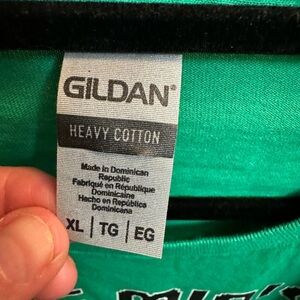 GILDAN®
HEAVY COTTON
Made in Dominican
Republic
Fabriqué en République
Dominicaine
Hecho en República
Dominicana
XL | TG | EG